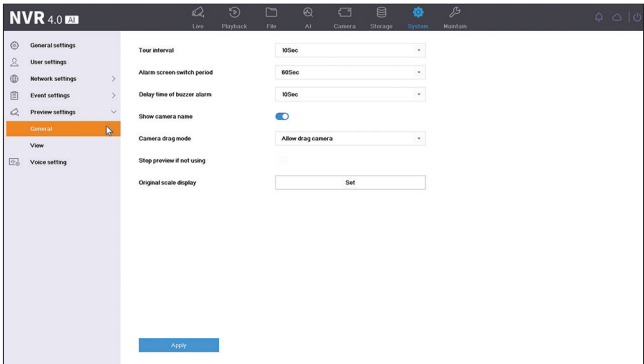 NVR 4.0 AI
Live Playback File AI Camera Storage System Maintain
General settings
User settings
Network settings
Event settings
Preview settings
General
View
Voice setting
Tour interval 10Sec
Alarm screen switch period 60Sec
Delay time of buzzer alarm 10Sec
Show camera name
Camera drag mode Allow drag camera
Stop preview if not using
Original scale display Set
Apply